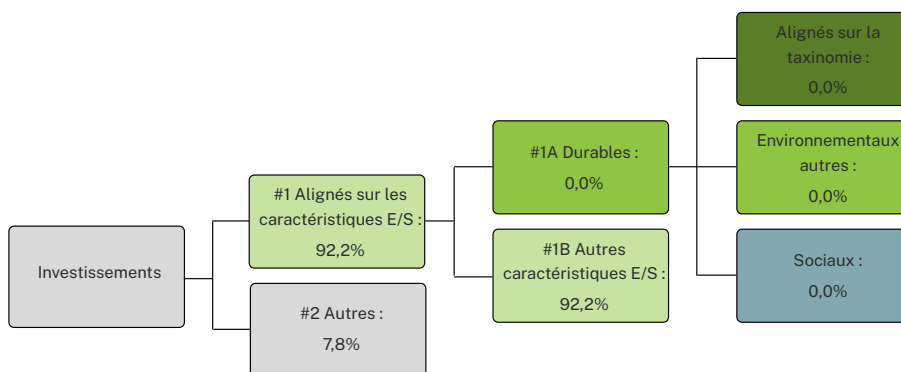 Investissements
#1 Alignés sur les
caractéristiques E/S :
92,2%
#2 Autres :
7,8%
#1A Durables :
0,0%
#1B Autres
caractéristiques E/S :
92,2%
Alignés sur la
taxinomie :
0,0%
Environnementaux
autres :
0,0%
Sociaux :
0,0%